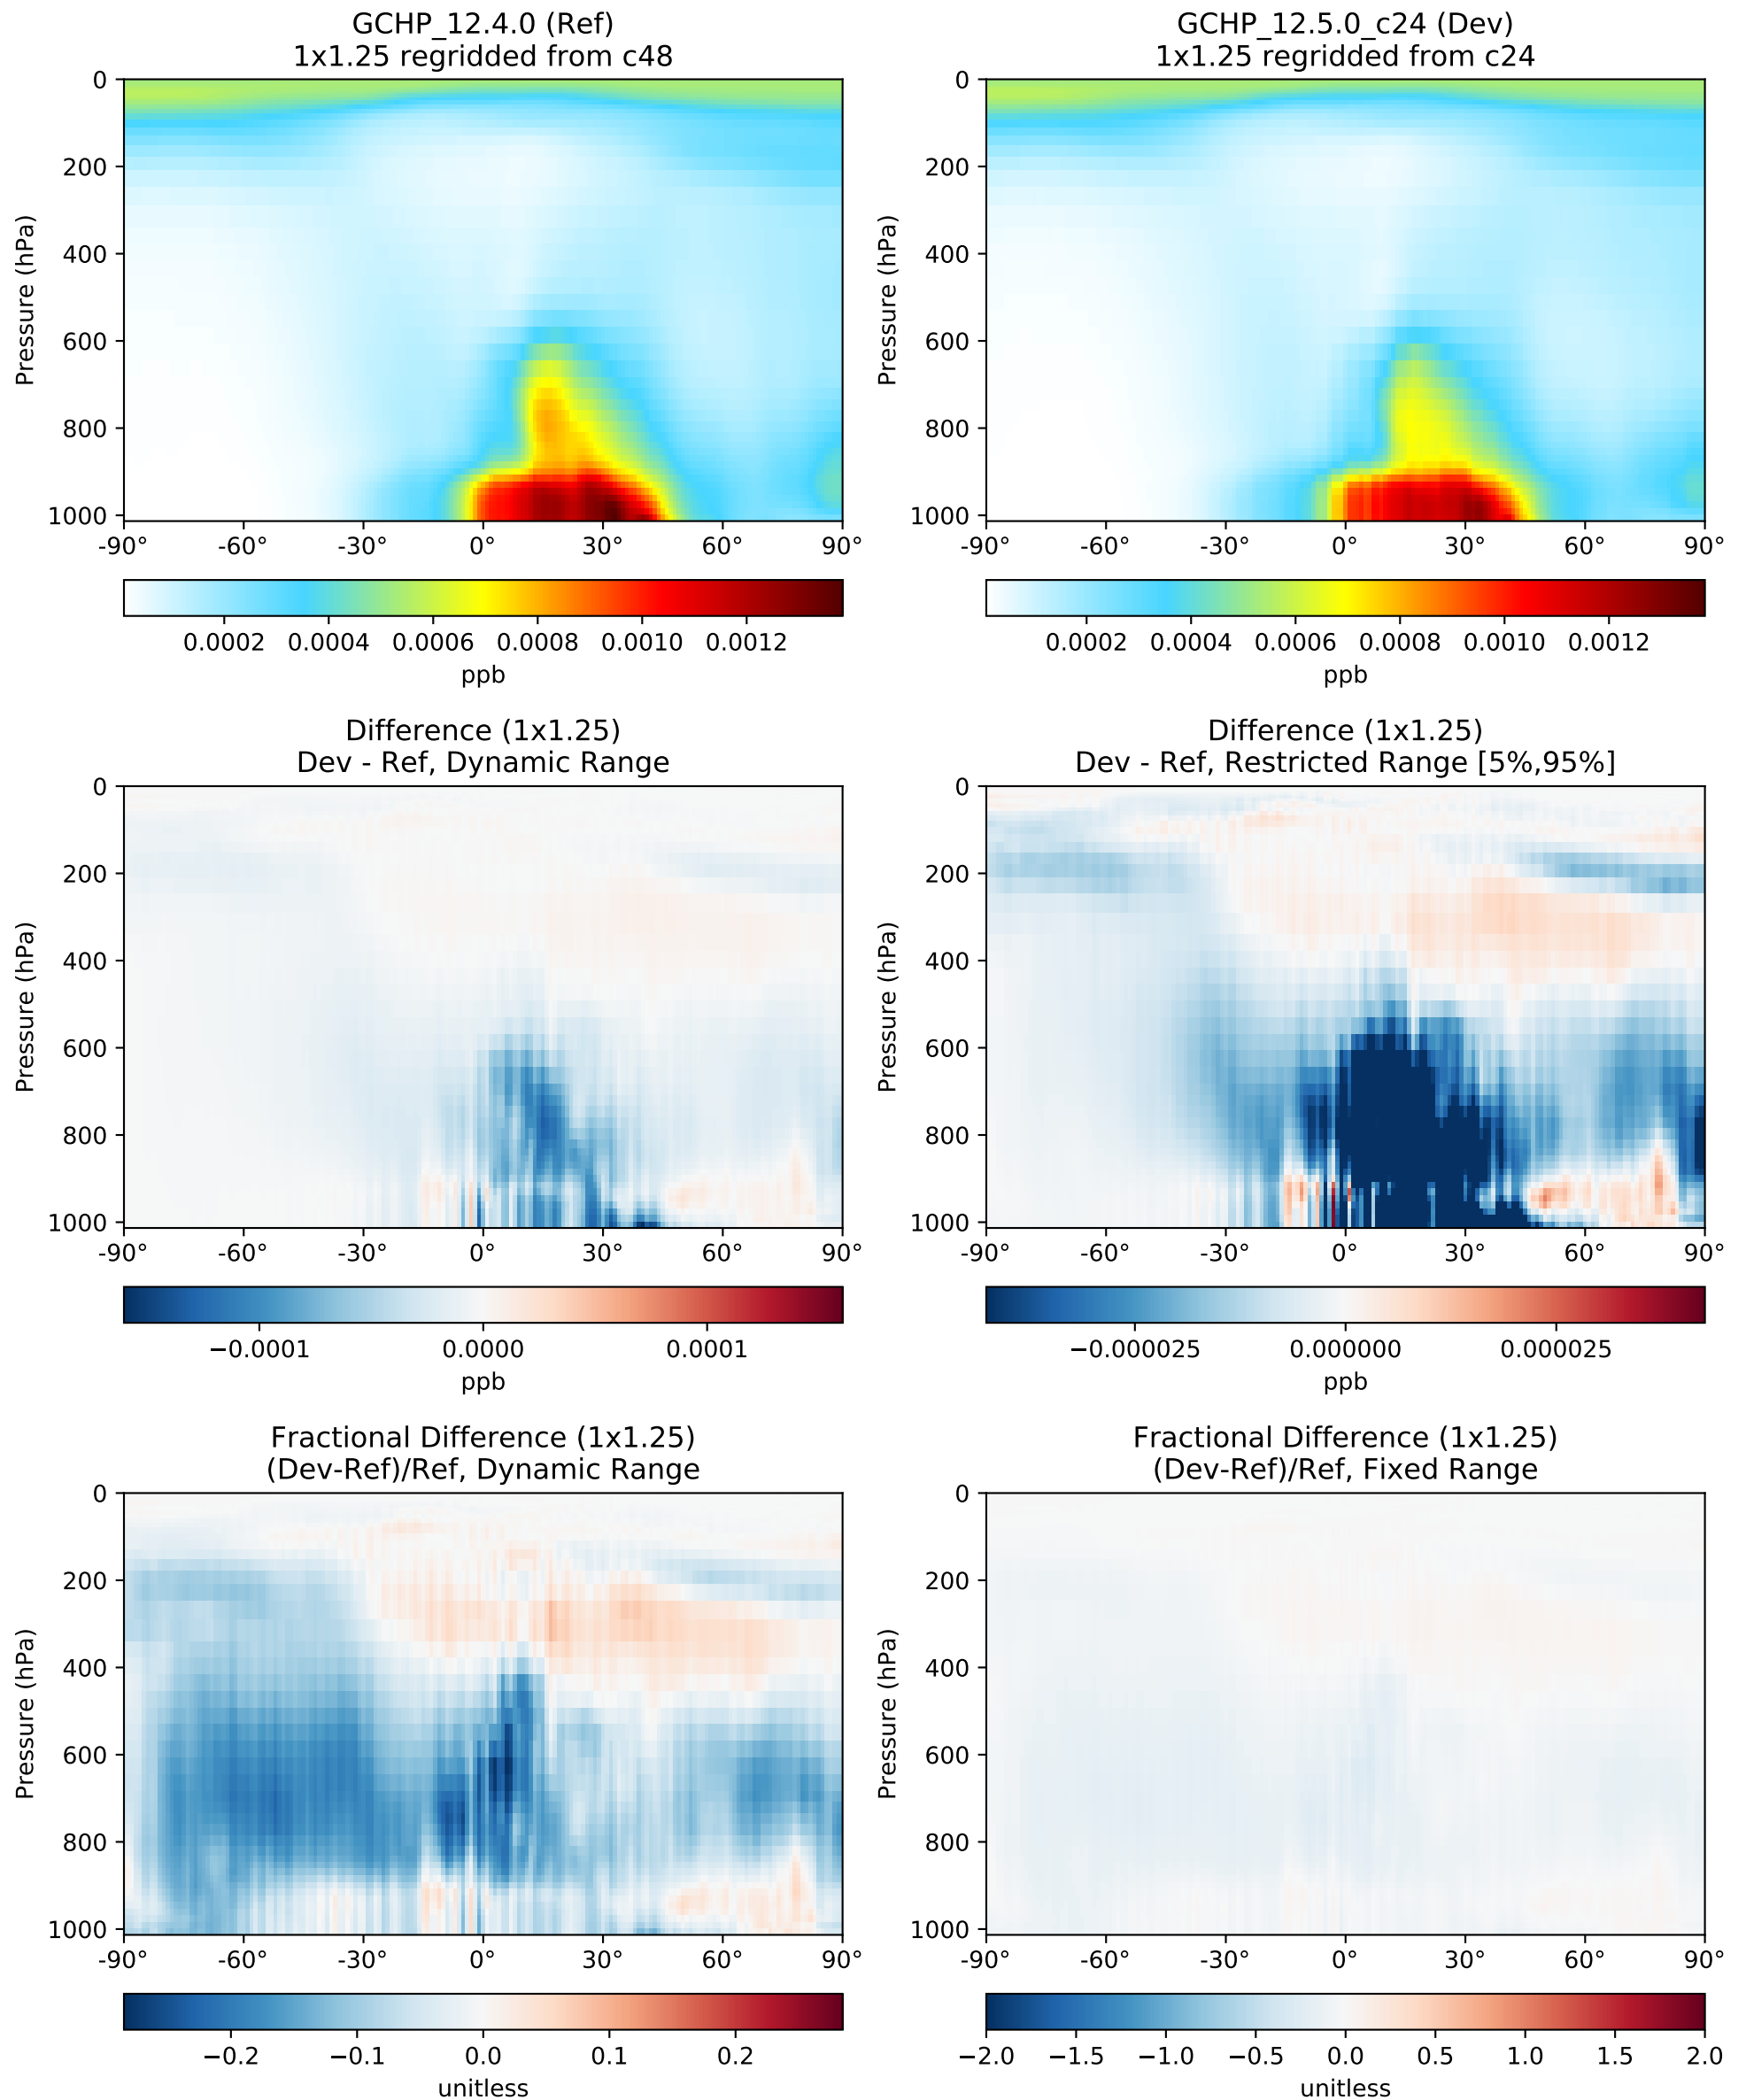 GCHP_12.4.0 (Ref)
1x1.25 regridded from c48
0
200
400
600
800
1000
Pressure (hPa)
-90° -60° -30° 0° 30° 60° 90°
0.0002 0.0004 0.0006 0.0008 0.0010 0.0012
ppb
GCHP_12.5.0_c24 (Dev)
1x1.25 regridded from c24
0
200
400
600
800
1000
Pressure (hPa)
-90° -60° -30° 0° 30° 60° 90°
0.0002 0.0004 0.0006 0.0008 0.0010 0.0012
ppb
Difference (1x1.25)
Dev - Ref, Dynamic Range
0
200
400
600
800
1000
Pressure (hPa)
-90° -60° -30° 0° 30° 60° 90°
−0.0001 0.0000 0.0001
ppb
Difference (1x1.25)
Dev - Ref, Restricted Range [5%,95%]
0
200
400
600
800
1000
Pressure (hPa)
-90° -60° -30° 0° 30° 60° 90°
−0.000025 0.000000 0.000025
ppb
Fractional Difference (1x1.25)
(Dev-Ref)/Ref, Dynamic Range
0
200
400
600
800
1000
Pressure (hPa)
-90° -60° -30° 0° 30° 60° 90°
−0.2 −0.1 0.0 0.1 0.2
unitless
Fractional Difference (1x1.25)
(Dev-Ref)/Ref, Fixed Range
0
200
400
600
800
1000
Pressure (hPa)
-90° -60° -30° 0° 30° 60° 90°
−2.0 −1.5 −1.0 −0.5 0.0 0.5 1.0 1.5 2.0
unitless